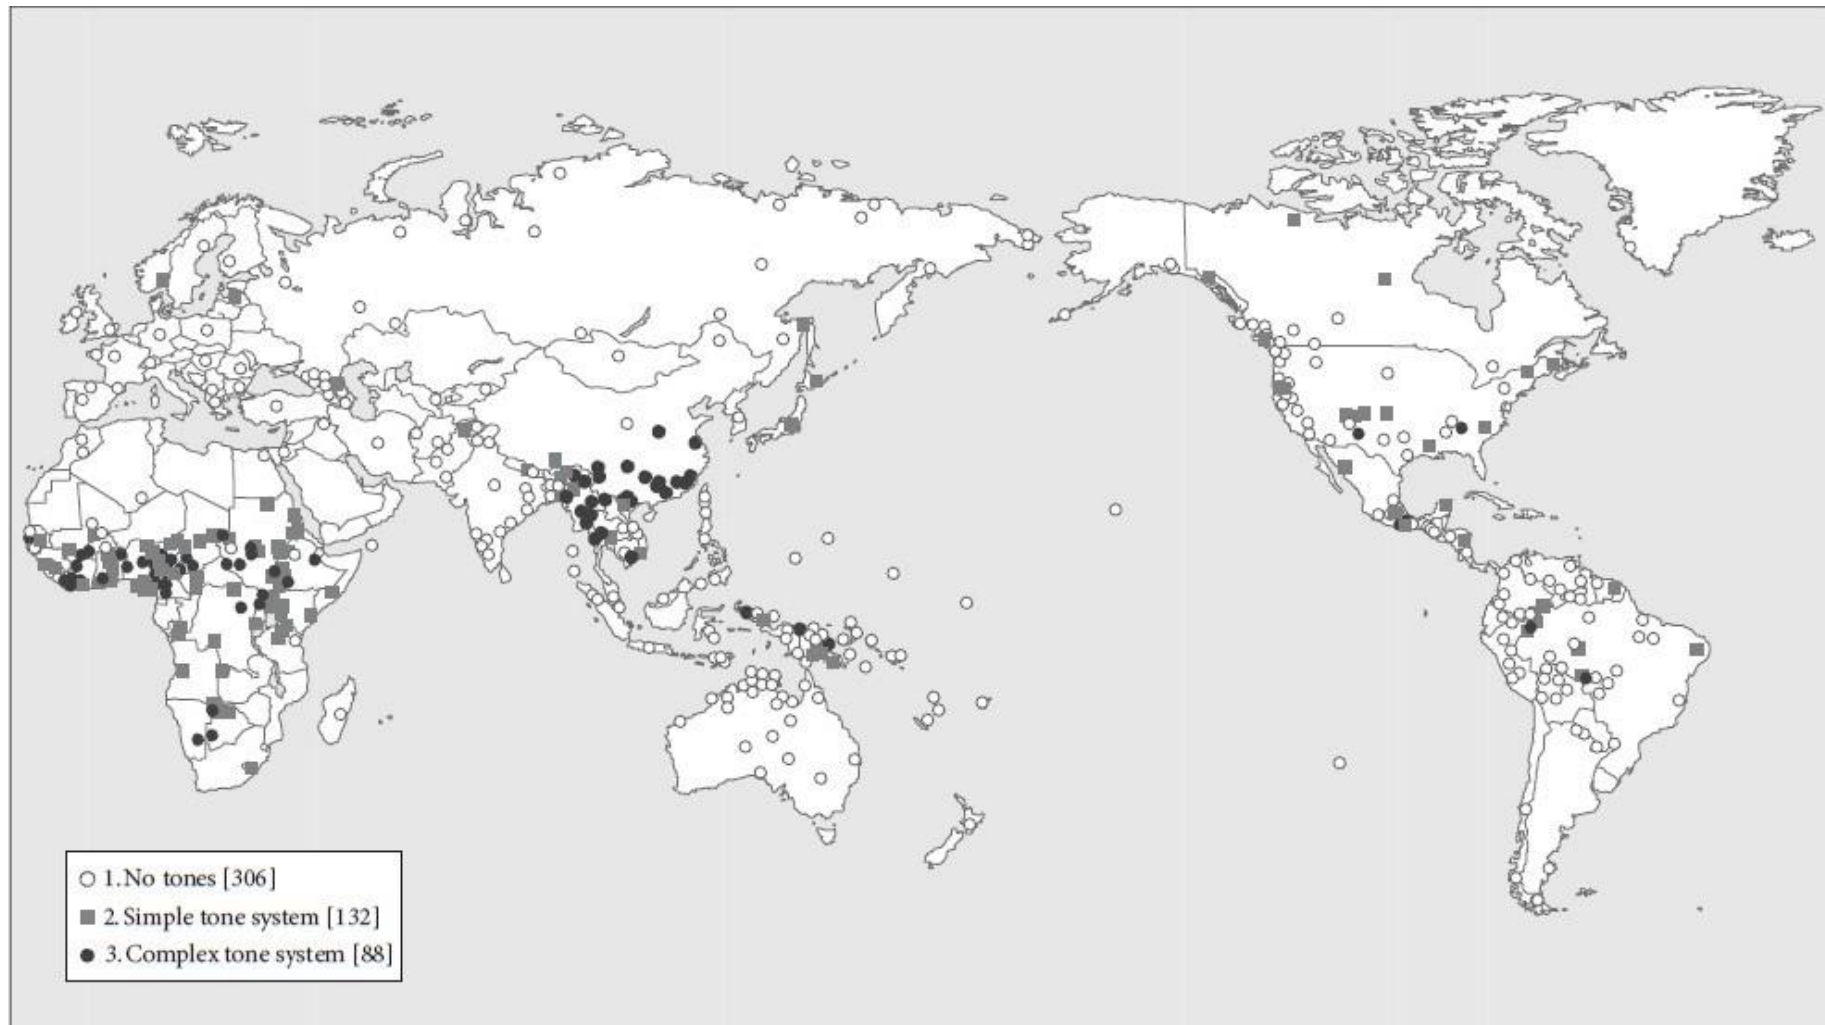 1. No tones [306]
2. Simple tone system [132]
3. Complex tone system [88]